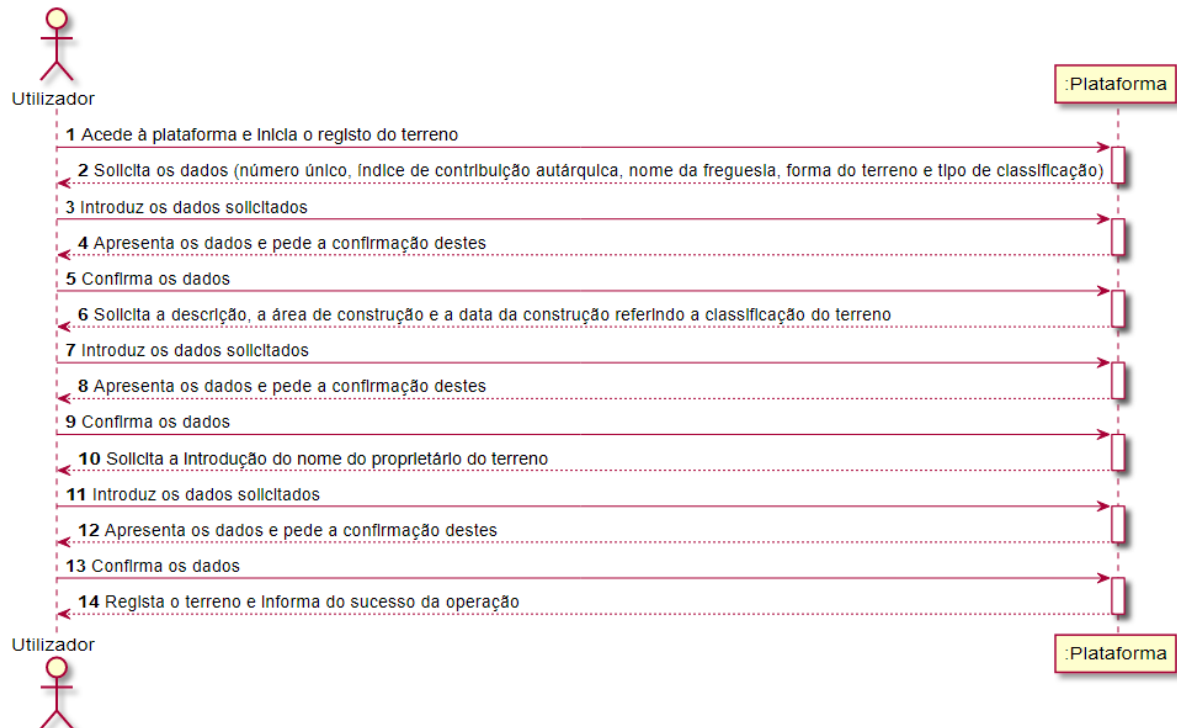 Utilizador
:Plataforma
1 Acede à plataforma e inicia o registo do terreno
2 Solicita os dados (número único, índice de contribuição autárquica, nome da freguesia, forma do terreno e tipo de classificação)
3 Introduz os dados solicitados
4 Apresenta os dados e pede a confirmação destes
5 Confirma os dados
6 Solicita a descrição, a área de construção e a data da construção referindo a classificação do terreno
7 Introduz os dados solicitados
8 Apresenta os dados e pede a confirmação destes
9 Confirma os dados
10 Solicita a introdução do nome do proprietário do terreno
11 Introduz os dados solicitados
12 Apresenta os dados e pede a confirmação destes
13 Confirma os dados
14 Regista o terreno e informa do sucesso da operação
Utilizador
:Plataforma